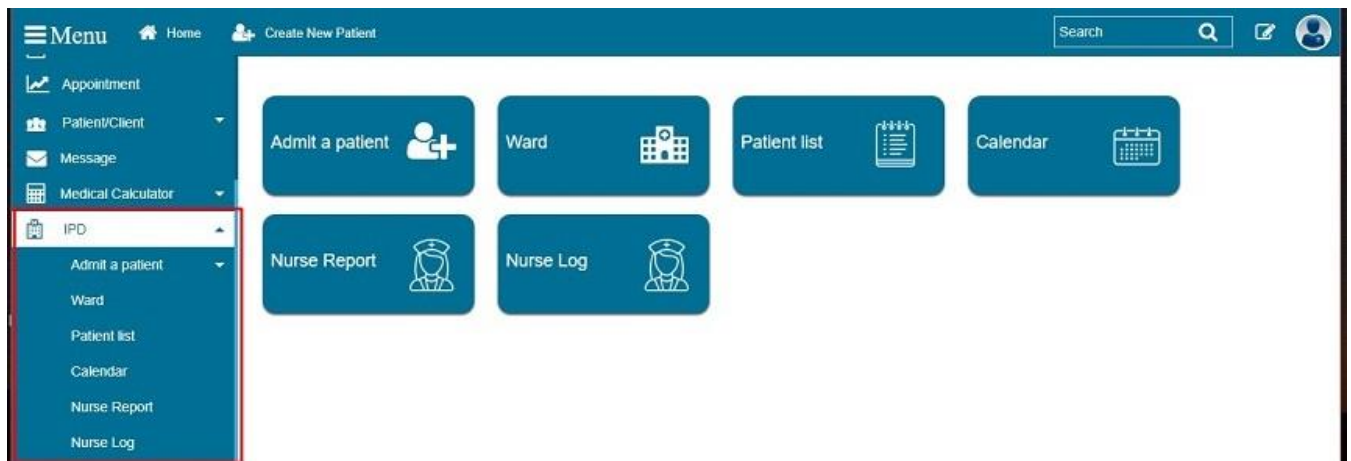 Menu Home Create New Patient Search
Appointment
Patient/Client
Message
Medical Calculator
IPD
Admit a patient
Ward
Patient list
Calendar
Nurse Report
Nurse Log
Admit a patient Ward Patient list Calendar
Nurse Report Nurse Log